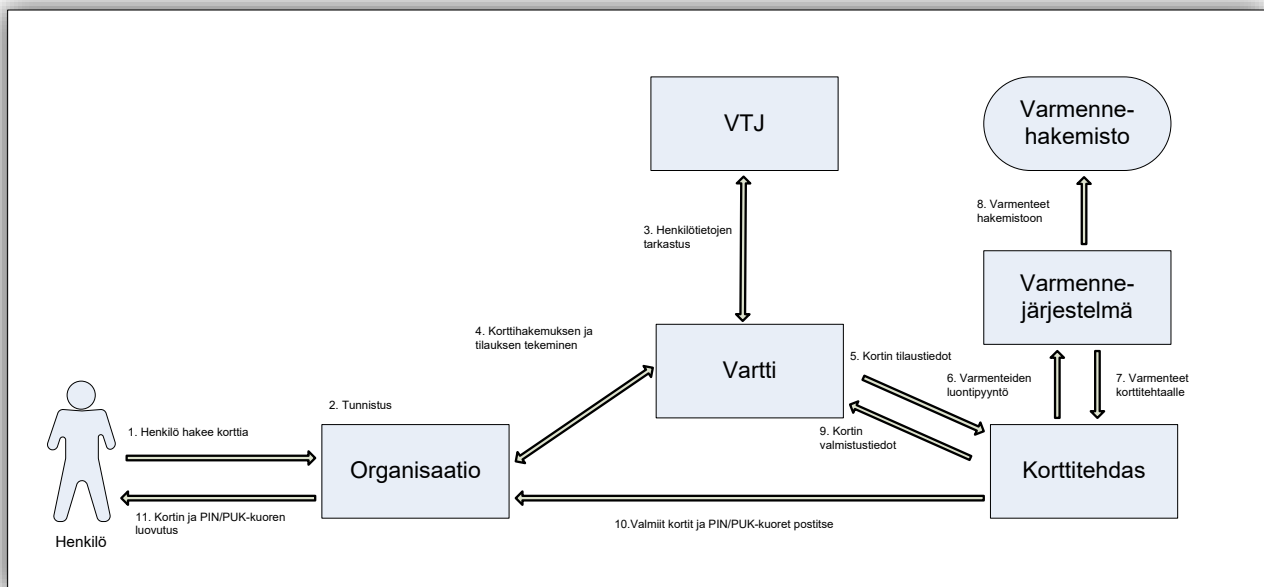 VTJ
Varmenne-
hakemisto
3. Henkilötietojen
tarkastus
8. Varmenteet
hakemistoon
Varmenne-
järjestelmä
4. Korttihakemuksen ja
tilauksen tekeminen
Vartti
5. Kortin tilaustiedot
6. Varmenteiden
luontipyyntö
7. Varmenteet
korttitehtaalle
2. Tunnistus
1. Henkilö hakee korttia
9. Kortin
valmistustiedot
Organisaatio
Korttitehdas
11. Kortin ja PIN/PUK-kuoren
luovutus
10.Valmiit kortit ja PIN/PUK-kuoret postitse
Henkilö